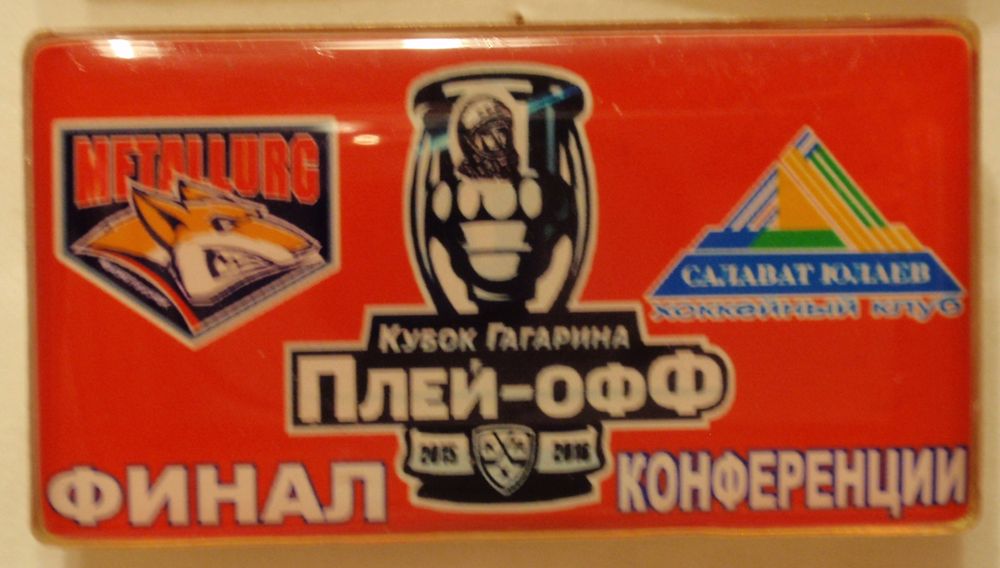 METALLURG
САЛАВАТ ЮЛАЕВ
ХОККЕЙНЫЙ КЛУБ
КУБОК ГАГАРИНА
ПЛЕЙ-ОФФ
2015 2016
ФИНАЛ КОНФЕРЕНЦИИ